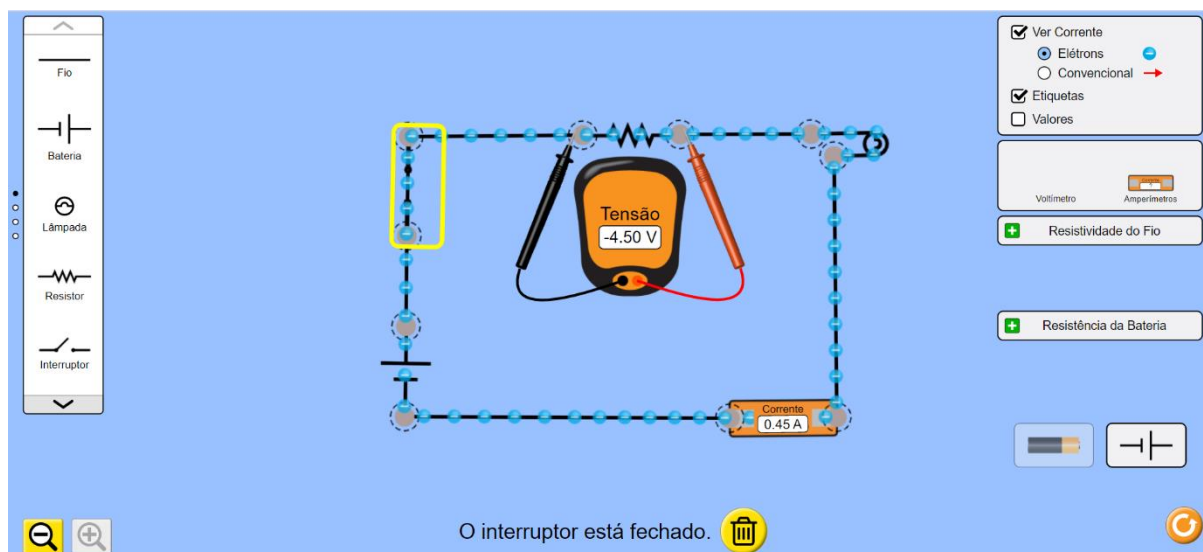 Fio
Bateria
Lâmpada
Resistor
Interruptor
Tensão
-4.50 V
Corrente
0.45 A
O interruptor está fechado.
Ver Corrente
Elétrons
Convencional
Etiquetas
Valores
Voltímetro
Amperímetros
Resistividade do Fio
Resistência da Bateria